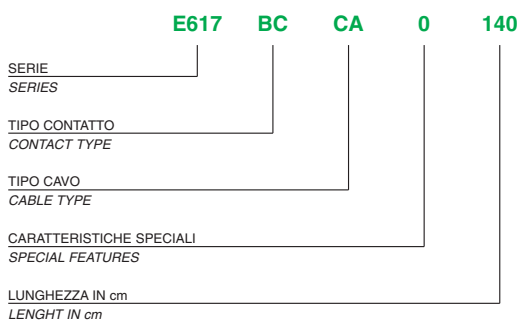 E617 BC CA 0 140
SERIE
SERIES
TIPO CONTATTO
CONTACT TYPE
TIPO CAVO
CABLE TYPE
CARATTERISTICHE SPECIALI
SPECIAL FEATURES
LUNGHEZZA IN cm
LENGHT IN cm